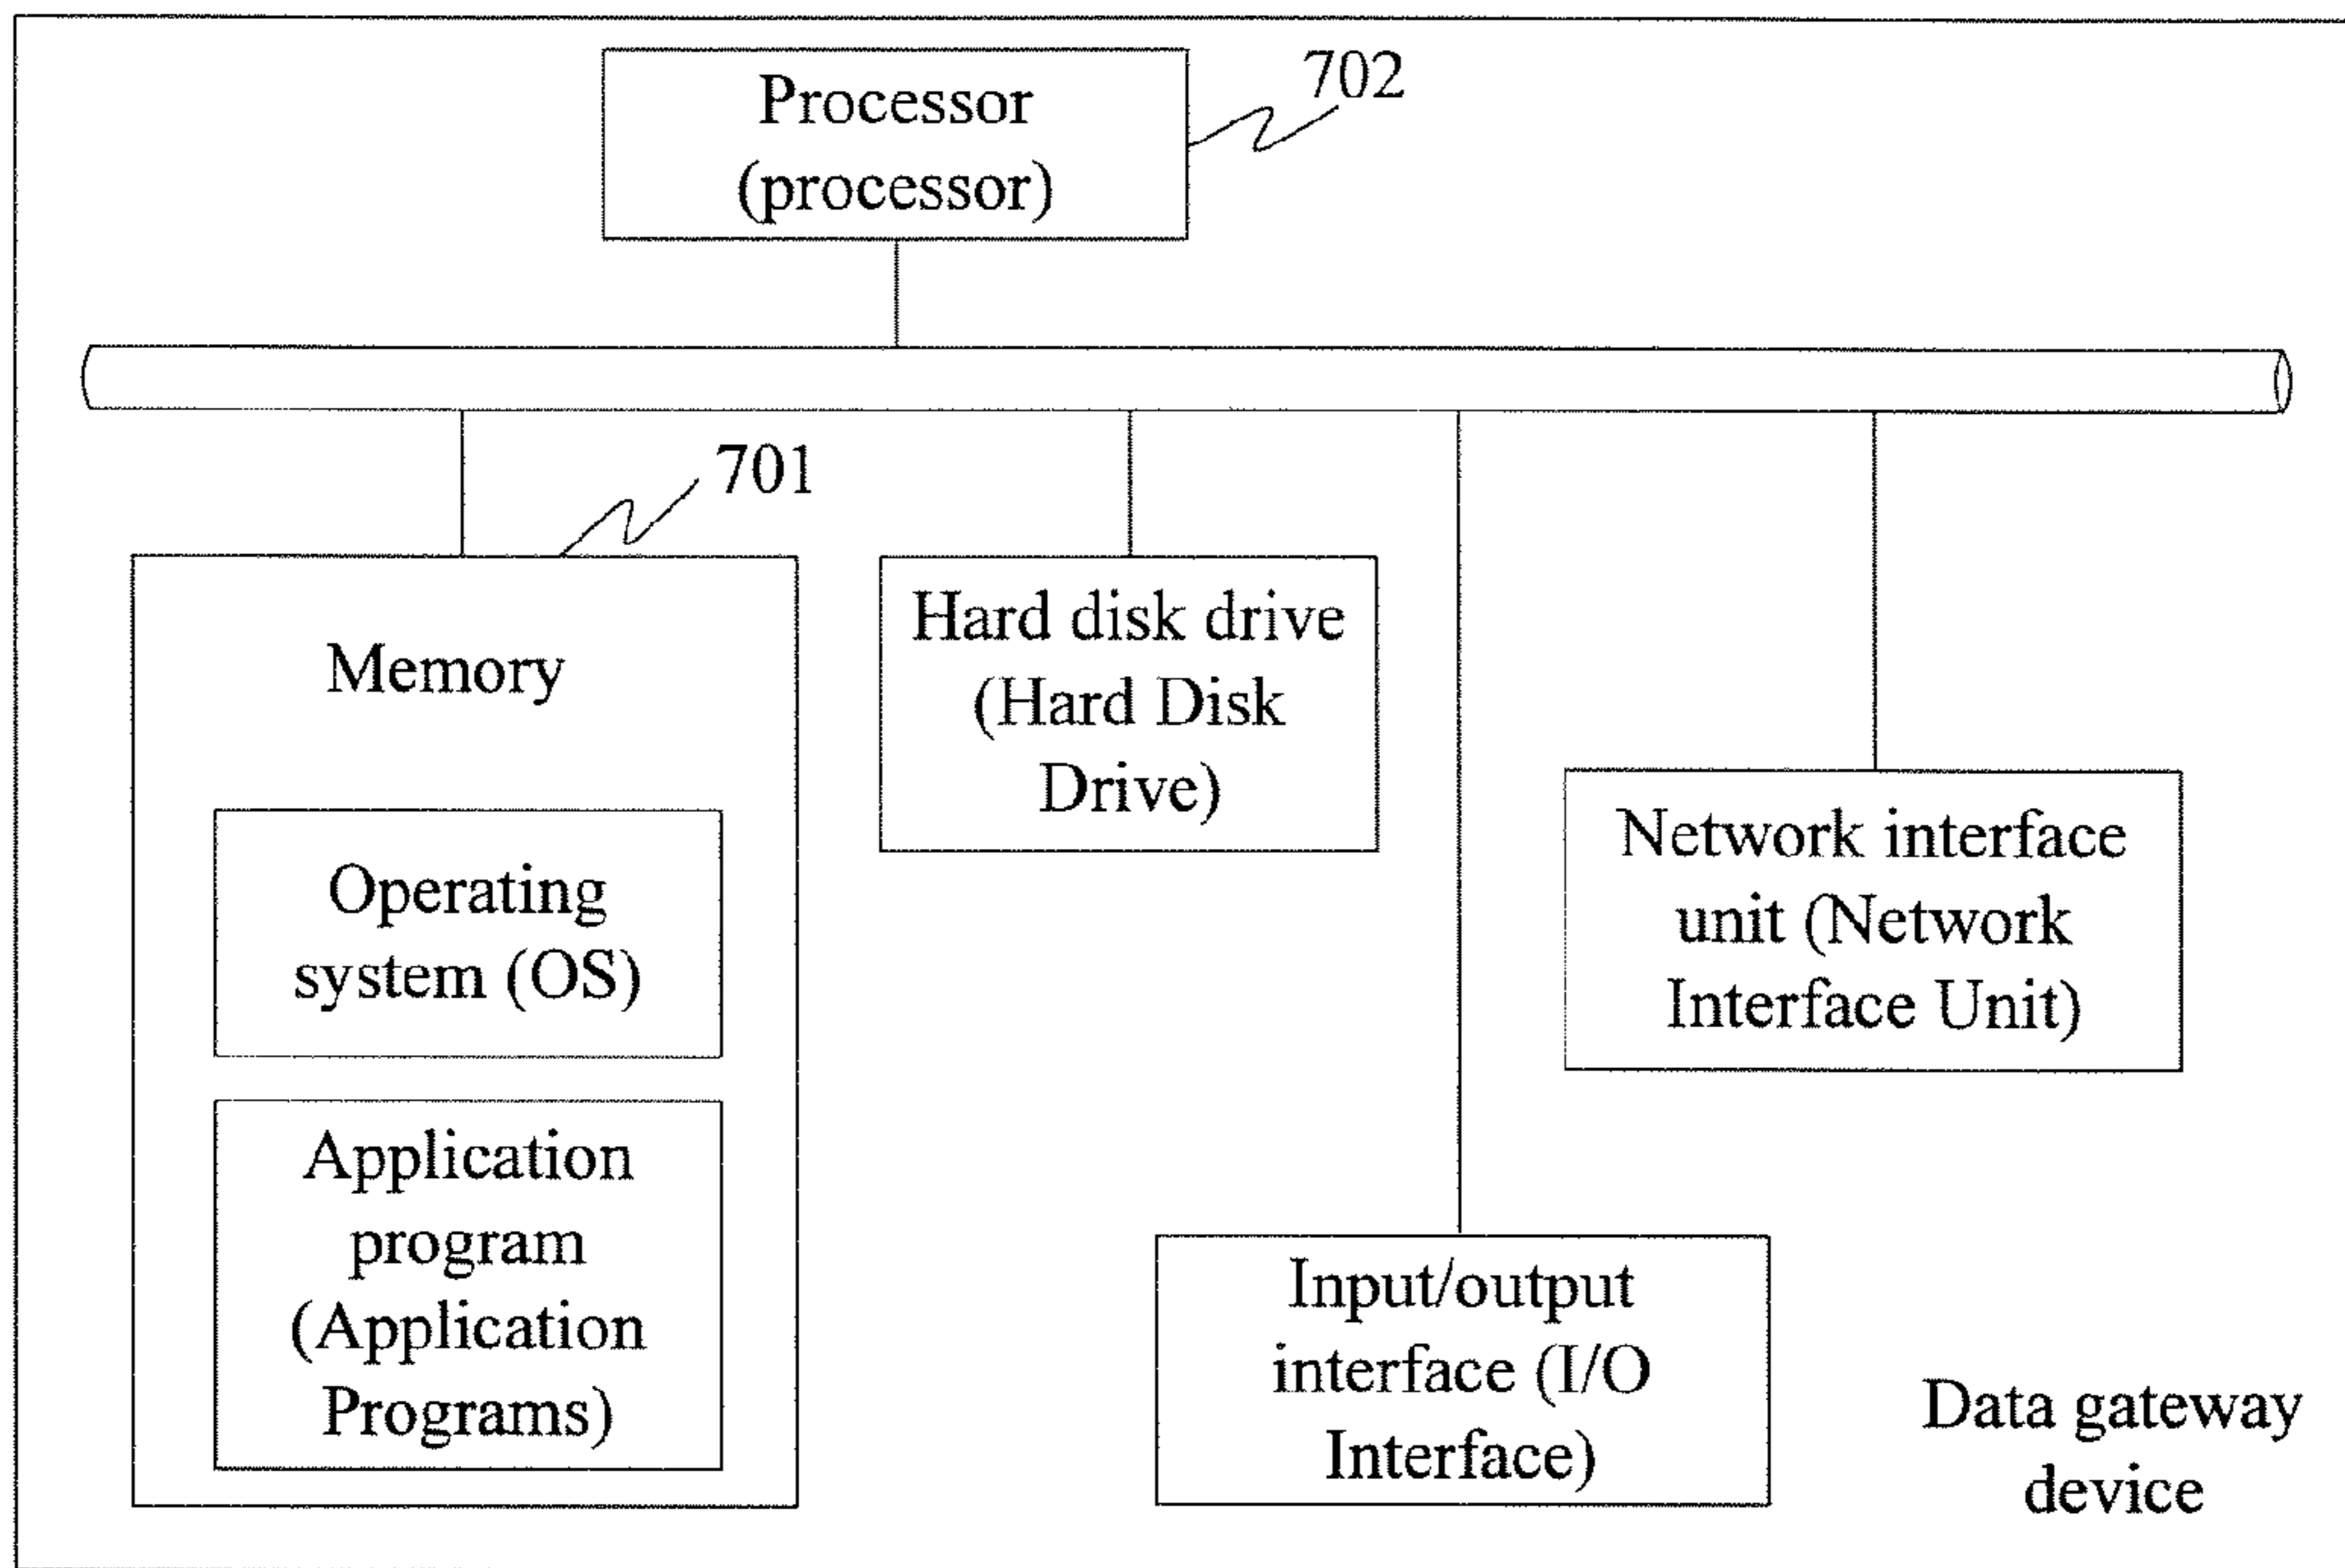 Processor
(processor)
702
701
Memory
Operating
system (OS)
Application
program
(Application
Programs)
Hard disk drive
(Hard Disk
Drive)
Network interface
unit (Network
Interface Unit)
Input/output
interface (I/O
Interface)
Data gateway
device